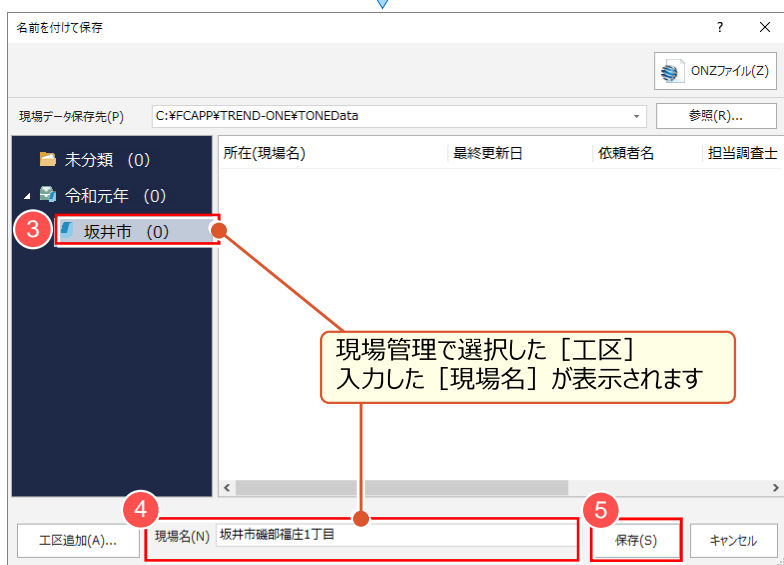 名前を付けて保存
?
×
ONZファイル(Z)
現場データ保存先(P)
C:¥FCAPP¥TREND-ONE¥TONEData
参照(R)...
未分類 (0)
令和元年 (0)
3
坂井市 (0)
所在(現場名) 最終更新日 依頼者名 担当調査士
現場管理で選択した［工区］
入力した［現場名］が表示されます
4
5
工区追加(A)...
現場名(N)
坂井市磯部福庄1丁目
保存(S)
キャンセル